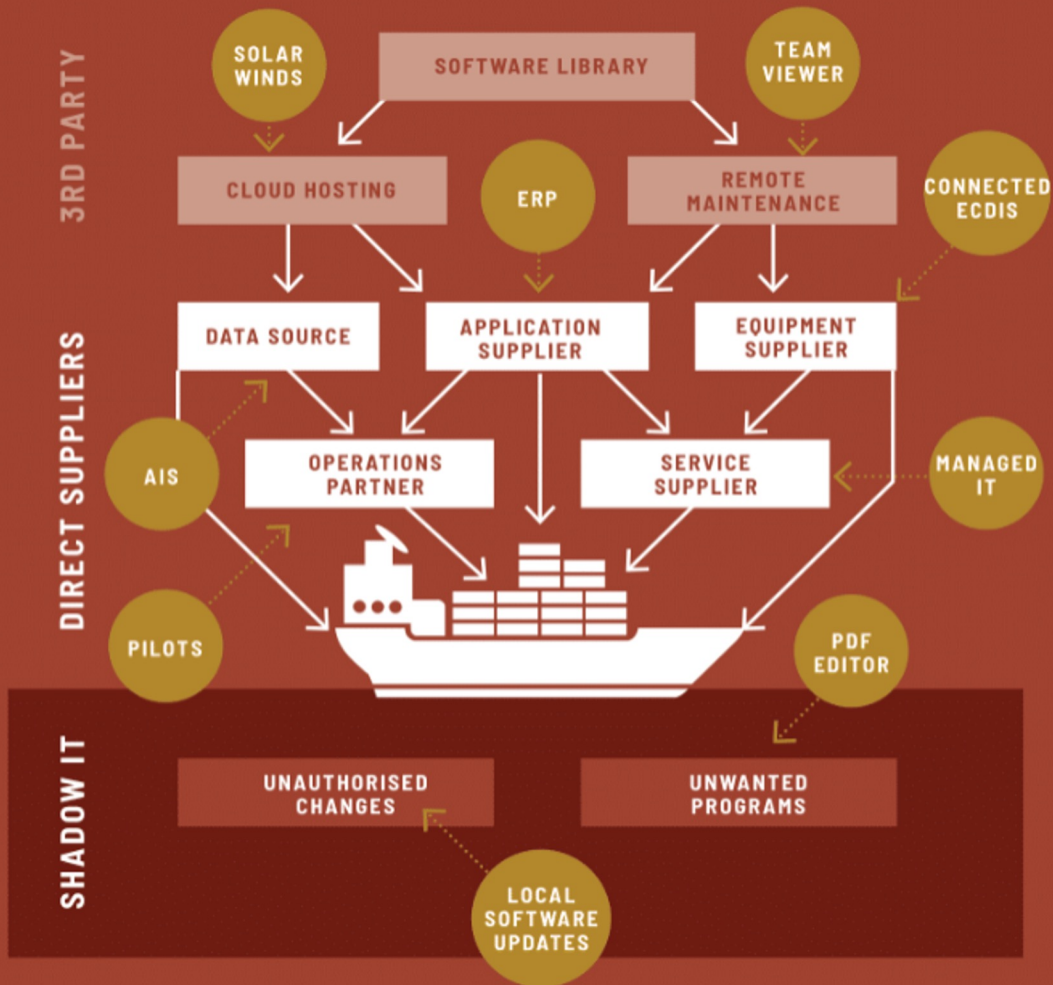 3RD PARTY
SOLAR
WINDS
SOFTWARE LIBRARY
TEAM
VIEWER
CLOUD HOSTING
ERP
REMOTE
MAINTENANCE
CONNECTED
ECDIS
DIRECT SUPPLIERS
DATA SOURCE
APPLICATION
SUPPLIER
EQUIPMENT
SUPPLIER
AIS
OPERATIONS
PARTNER
SERVICE
SUPPLIER
MANAGED
IT
PILOTS
PDF
EDITOR
SHADOW IT
UNAUTHORISED
CHANGES
UNWANTED
PROGRAMS
LOCAL
SOFTWARE
UPDATES